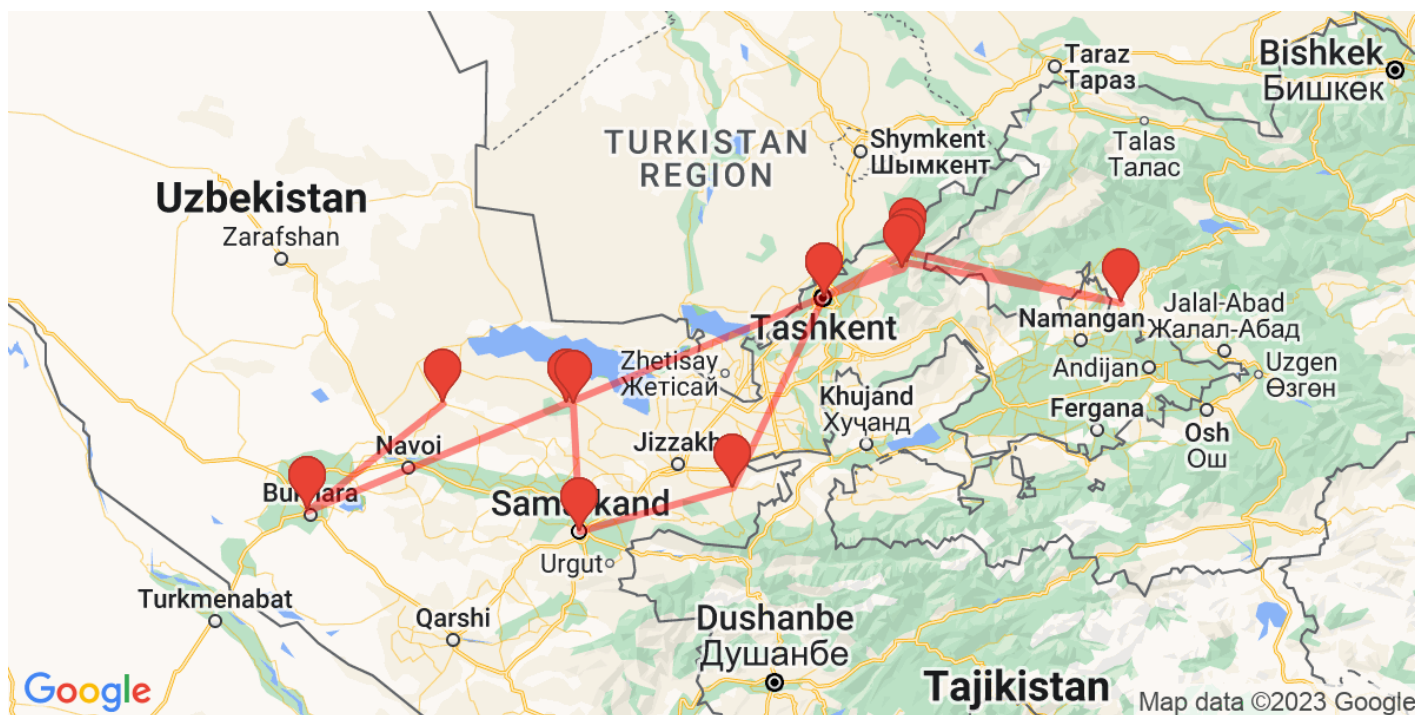 Taraz
Тараз
Bishkek
Бишкек
TURKISTAN
REGION
Shymkent
Шымкент
Talas
Талас
Uzbekistan
Zarafshan
Tashkent
Namangan
Jalal-Abad
Жалал-Абад
Zhetisay
Жетісай
Andijan
Uzgen
Өзгөн
Khujand
Хуҷанд
Fergana
Osh
Ош
Jizzakh
Navoi
Bukhara
Samarkand
Urgut
Turkmenabat
Qarshi
Dushanbe
Душанбе
Tajikistan
Google
Map data ©2023 Google